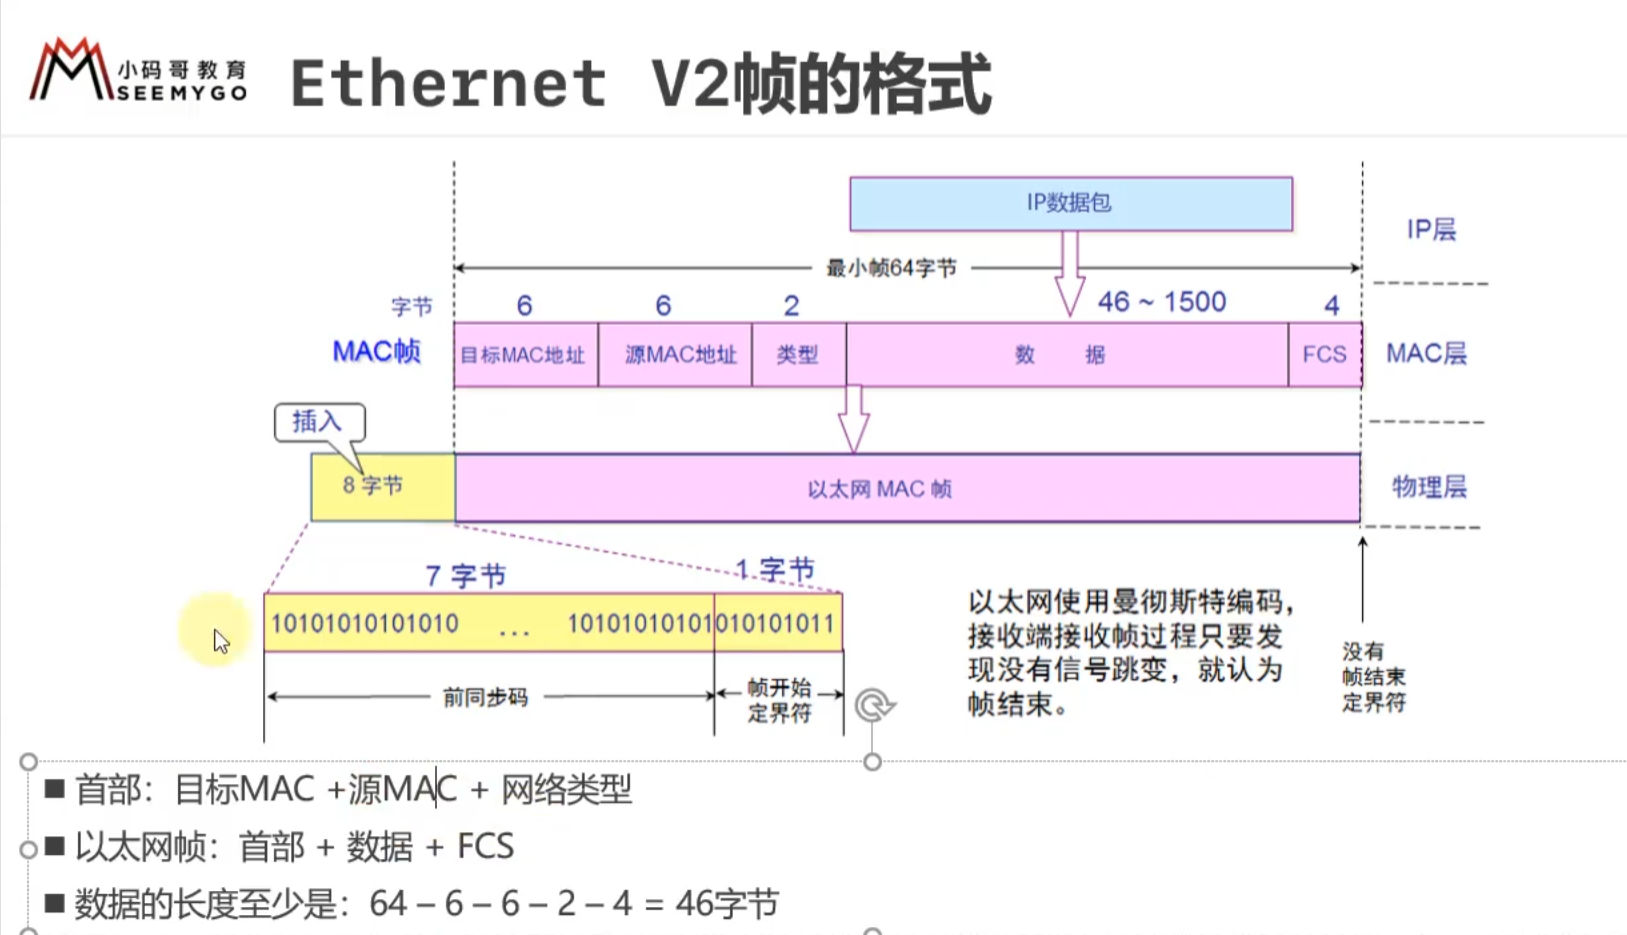 小码哥教育
SEEMYGO
Ethernet V2帧的格式
IP数据包
IP层
最小帧64字节
字节 6 6 2 46 ~ 1500 4
MAC帧 目标MAC地址 源MAC地址 类型 数 据 FCS MAC层
插入
8 字节 以太网 MAC 帧 物理层
7 字节 1 字节
10101010101010 ... 10101010101010101011
前同步码
帧开始
定界符
以太网使用曼彻斯特编码，
接收端接收帧过程只要发
现没有信号跳变，就认为
帧结束。
没有
帧结束
定界符
■ 首部：目标MAC +源MAC + 网络类型
■ 以太网帧：首部 + 数据 + FCS
■ 数据的长度至少是：64 – 6 – 6 – 2 – 4 = 46字节